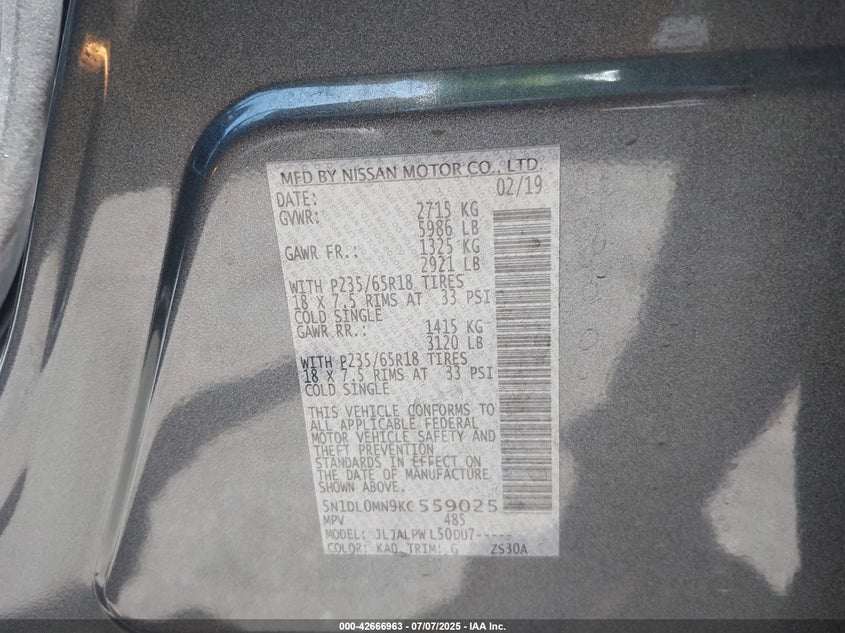 MFD BY NISSAN MOTOR CO., LTD.
DATE: 02/19
GVWR: 2715 KG
5986 LB
GAWR FR.: 1325 KG
2921 LB
WITH P235/65R18 TIRES
18 X 7.5 RIMS AT 33 PSI
COLD SINGLE
GAWR RR.: 1415 KG
3120 LB
WITH P235/65R18 TIRES
18 X 7.5 RIMS AT 33 PSI
COLD SINGLE
THIS VEHICLE CONFORMS TO
ALL APPLICABLE FEDERAL
MOTOR VEHICLE SAFETY AND
THEFT PREVENTION
STANDARDS IN EFFECT ON
THE DATE OF MANUFACTURE
SHOWN ABOVE.
5N1DL0MN9KC559025
MPV 485
MODEL: JLJALPWL50DU7-----
COLOR: KAD TRIM: G ZS30A
000-42666963 / 07/07/2025 - IAA Inc.